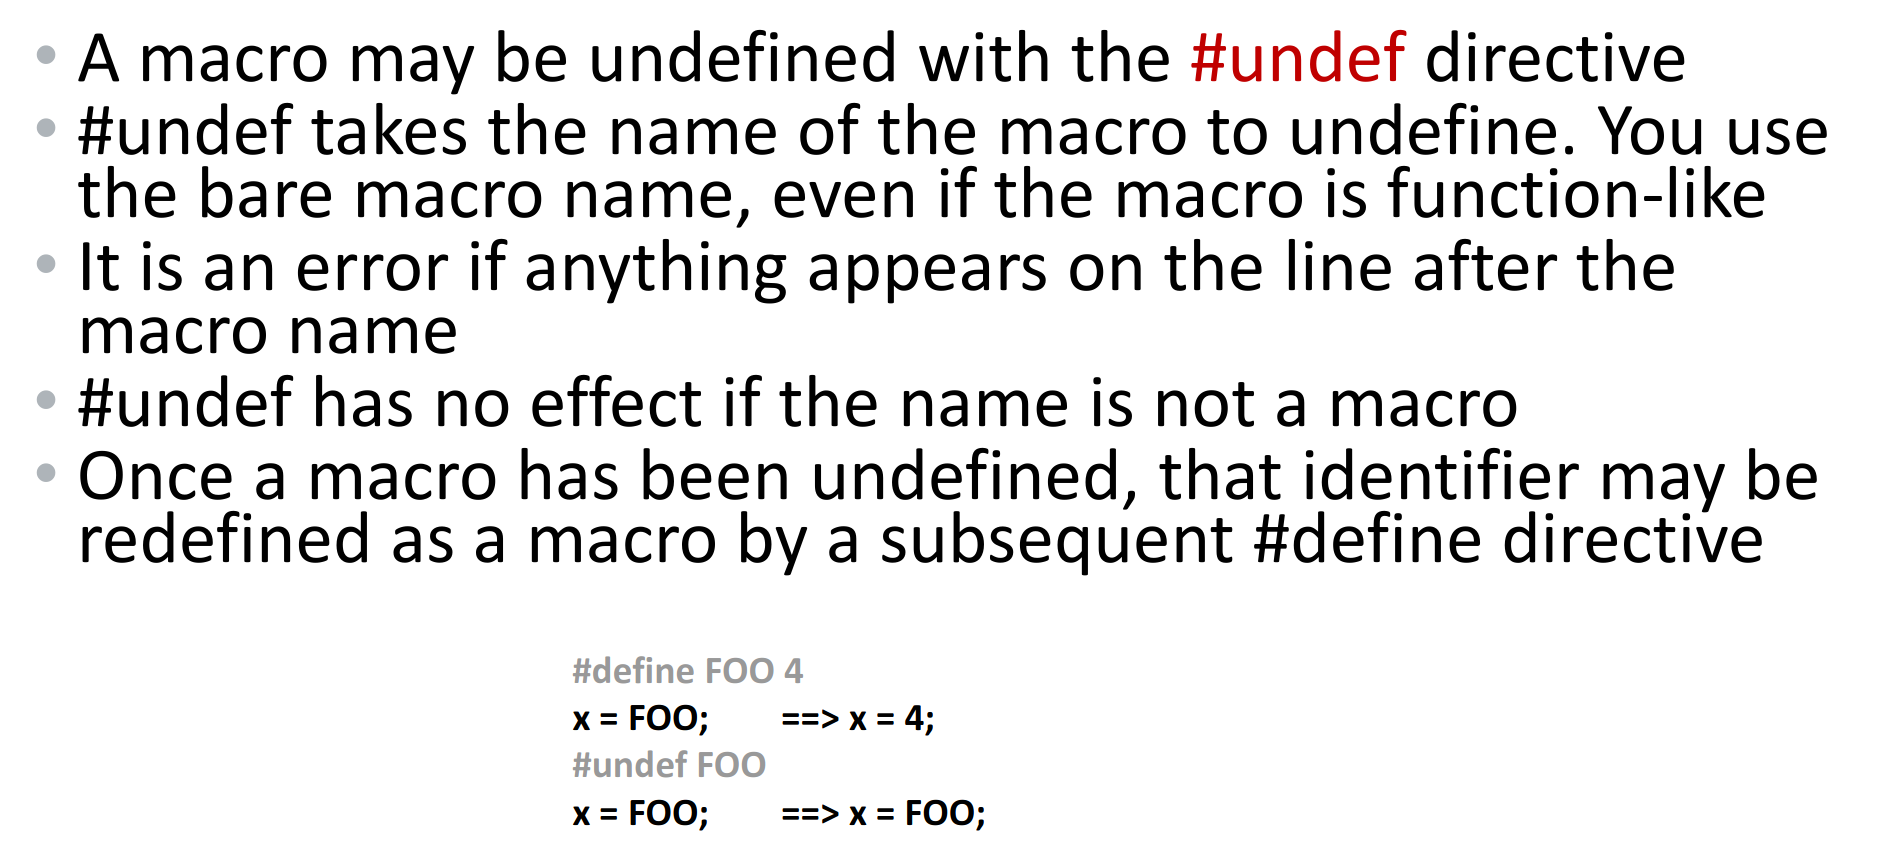 • A macro may be undefined with the #undef directive
• #undef takes the name of the macro to undefine. You use
the bare macro name, even if the macro is function-like
• It is an error if anything appears on the line after the
macro name
• #undef has no effect if the name is not a macro
• Once a macro has been undefined, that identifier may be
redefined as a macro by a subsequent #define directive
#define FOO 4
x = FOO; ==> x = 4;
#undef FOO
x = FOO; ==> x = FOO;